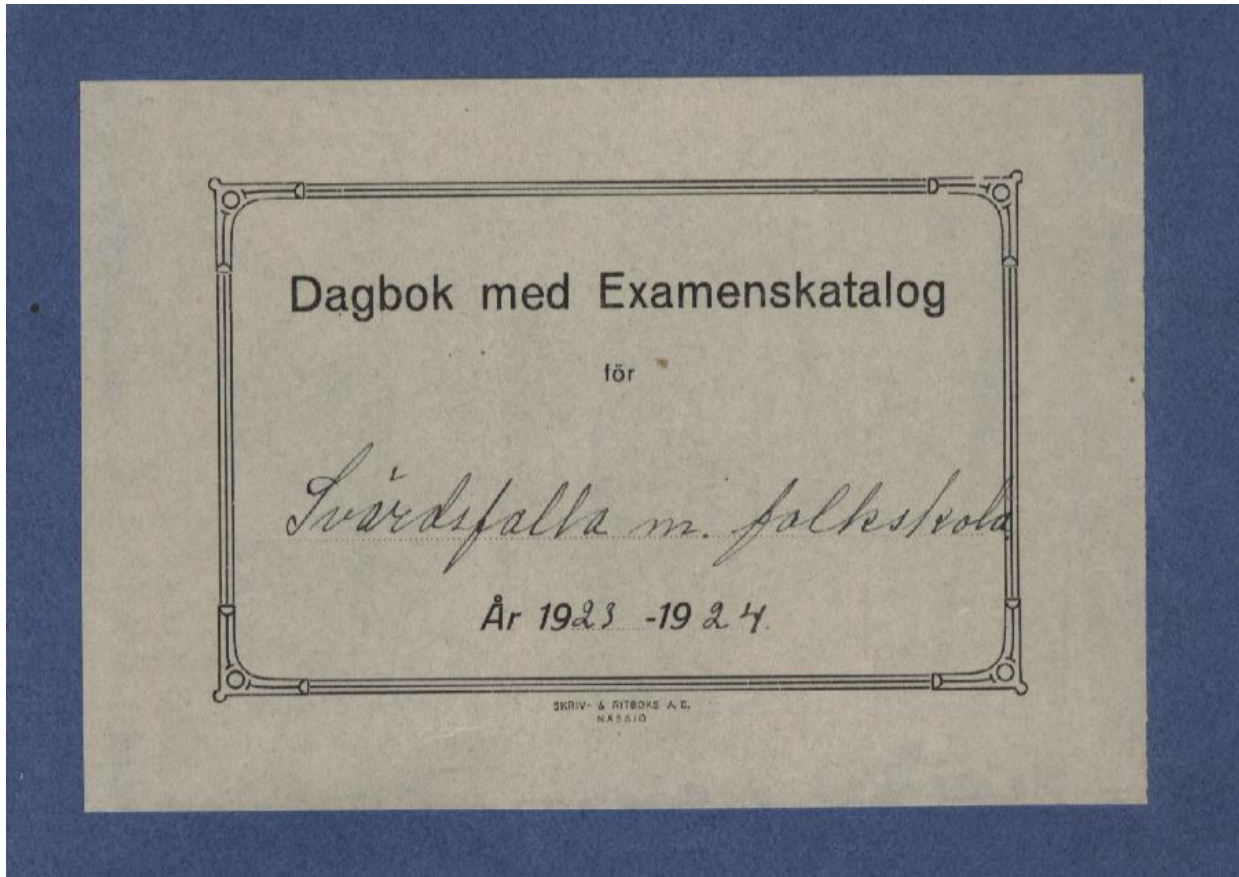 Dagbok med Examenskatalog
för
Svärdsfalla m. folkskola
År 1923 -1924.
SKRIV- & RITBOKS A. B.
NÄSSJÖ